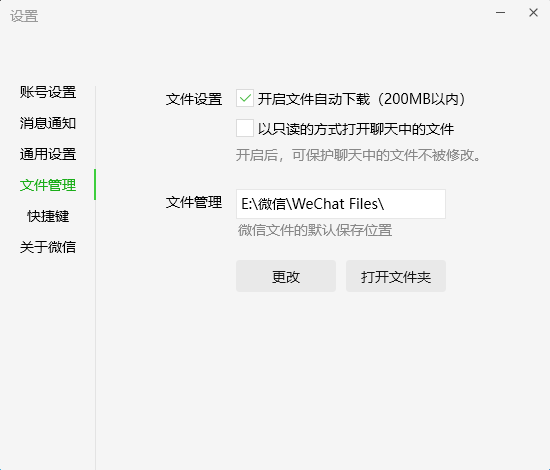 设置
账号设置
消息通知
通用设置
文件管理
快捷键
关于微信
文件设置
开启文件自动下载（200MB以内）
以只读的方式打开聊天中的文件
开启后，可保护聊天中的文件不被修改。
文件管理
E:\微信\WeChat Files\
微信文件的默认保存位置
更改
打开文件夹